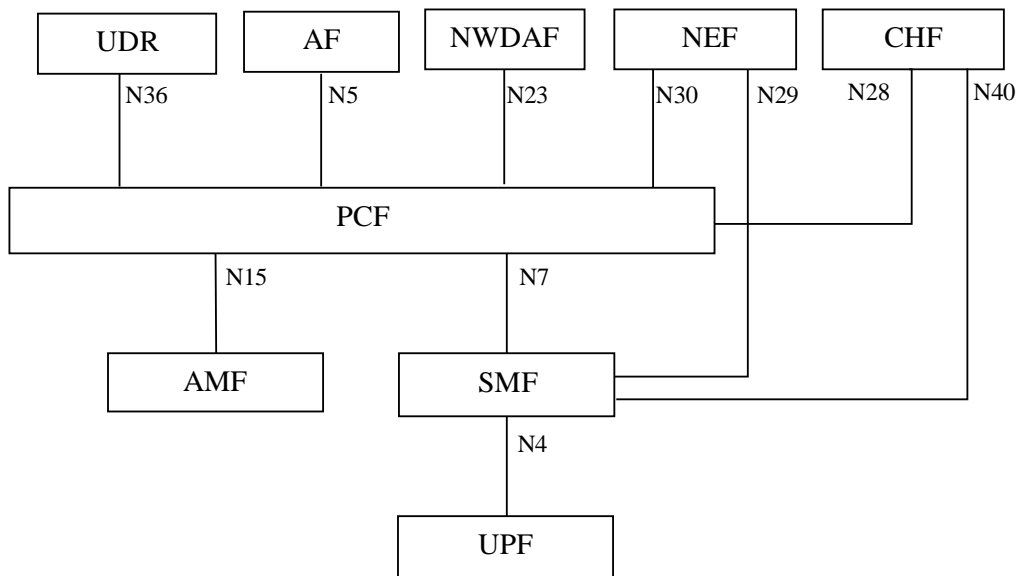 UDR
AF
NWDAF
NEF
CHF
N36
N5
N23
N30
N29
N28
N40
PCF
N15
N7
AMF
SMF
N4
UPF